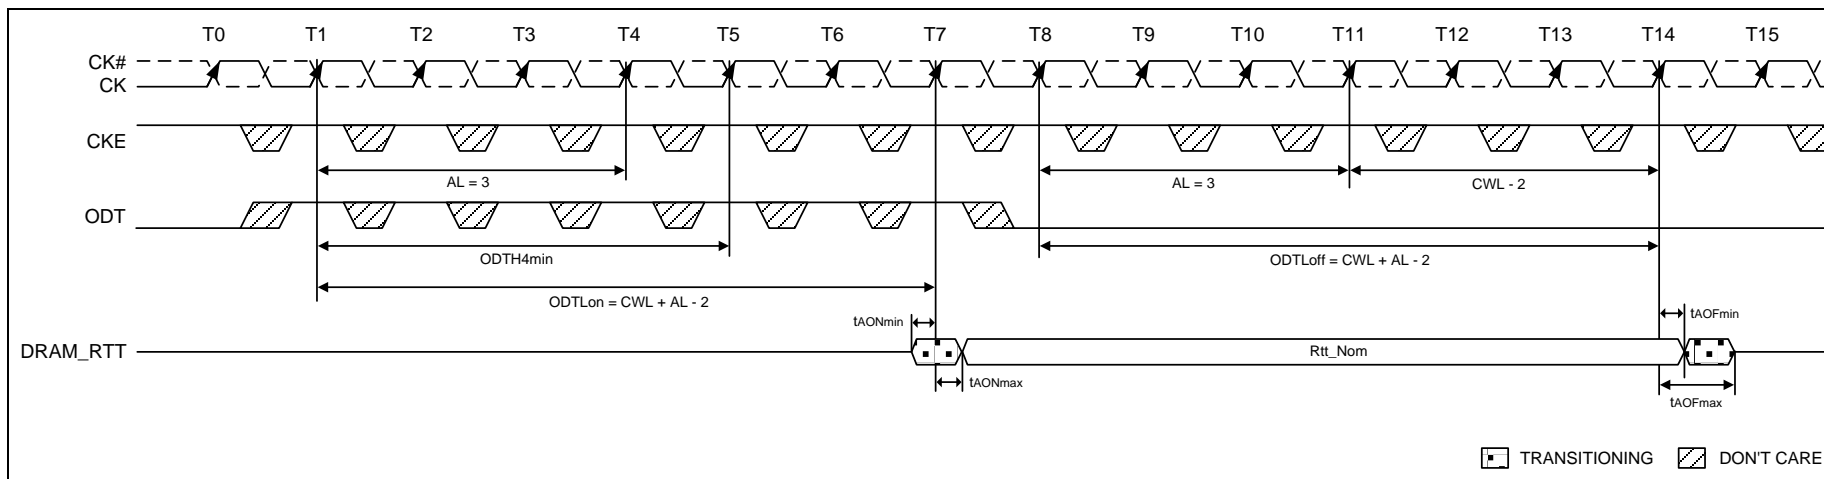 T0 T1 T2 T3 T4 T5 T6 T7 T8 T9 T10 T11 T12 T13 T14 T15
CK#
CK
CKE
AL = 3 AL = 3 CWL - 2
ODT
ODTH4min ODTLoff = CWL + AL - 2
ODTLon = CWL + AL - 2
tAONmin tAOFmin
DRAM_RTT Rtt_Nom
tAONmax
tAOFmax
TRANSITIONING DON'T CARE